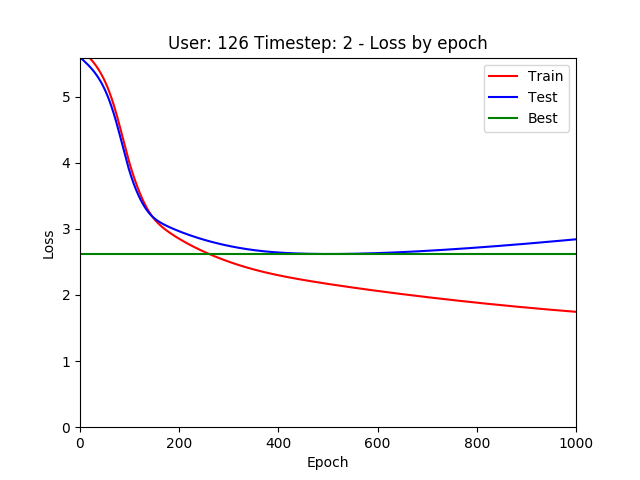 User: 126 Timestep: 2 - Loss by epoch
Train
Test
Best
5
4
3
2
1
0
Loss
0 200 400 600 800 1000
Epoch